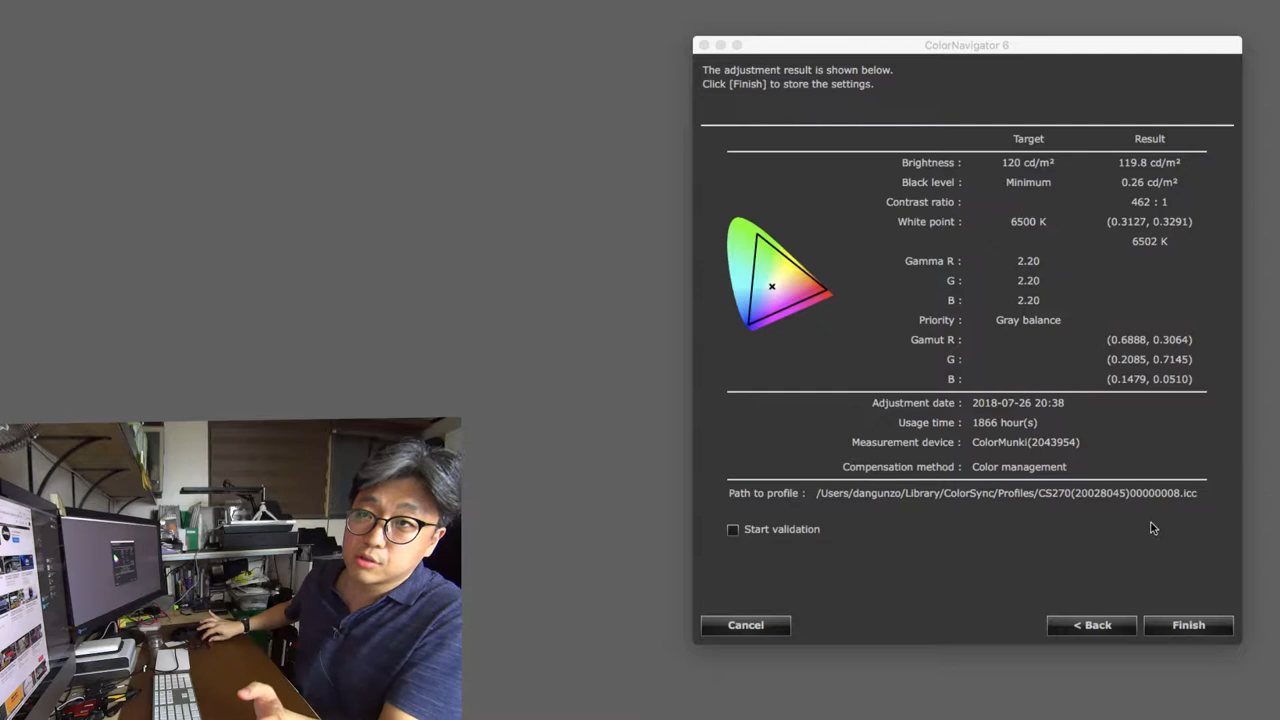 ColorNavigator 6
The adjustment result is shown below.
Click [Finish] to store the settings.
Target Result
Brightness : 120 cd/m² 119.8 cd/m²
Black level : Minimum 0.26 cd/m²
Contrast ratio : 462 : 1
White point : 6500 K (0.3127, 0.3291)
6502 K
Gamma R : 2.20
G : 2.20
B : 2.20
Priority : Gray balance
Gamut R : (0.6888, 0.3064)
G : (0.2085, 0.7145)
B : (0.1479, 0.0510)
Adjustment date : 2018-07-26 20:38
Usage time : 1866 hour(s)
Measurement device : ColorMunki(2043954)
Compensation method : Color management
Path to profile : /Users/dangunzo/Library/ColorSync/Profiles/CS270(20028045)00000008.icc
Start validation
Cancel < Back Finish